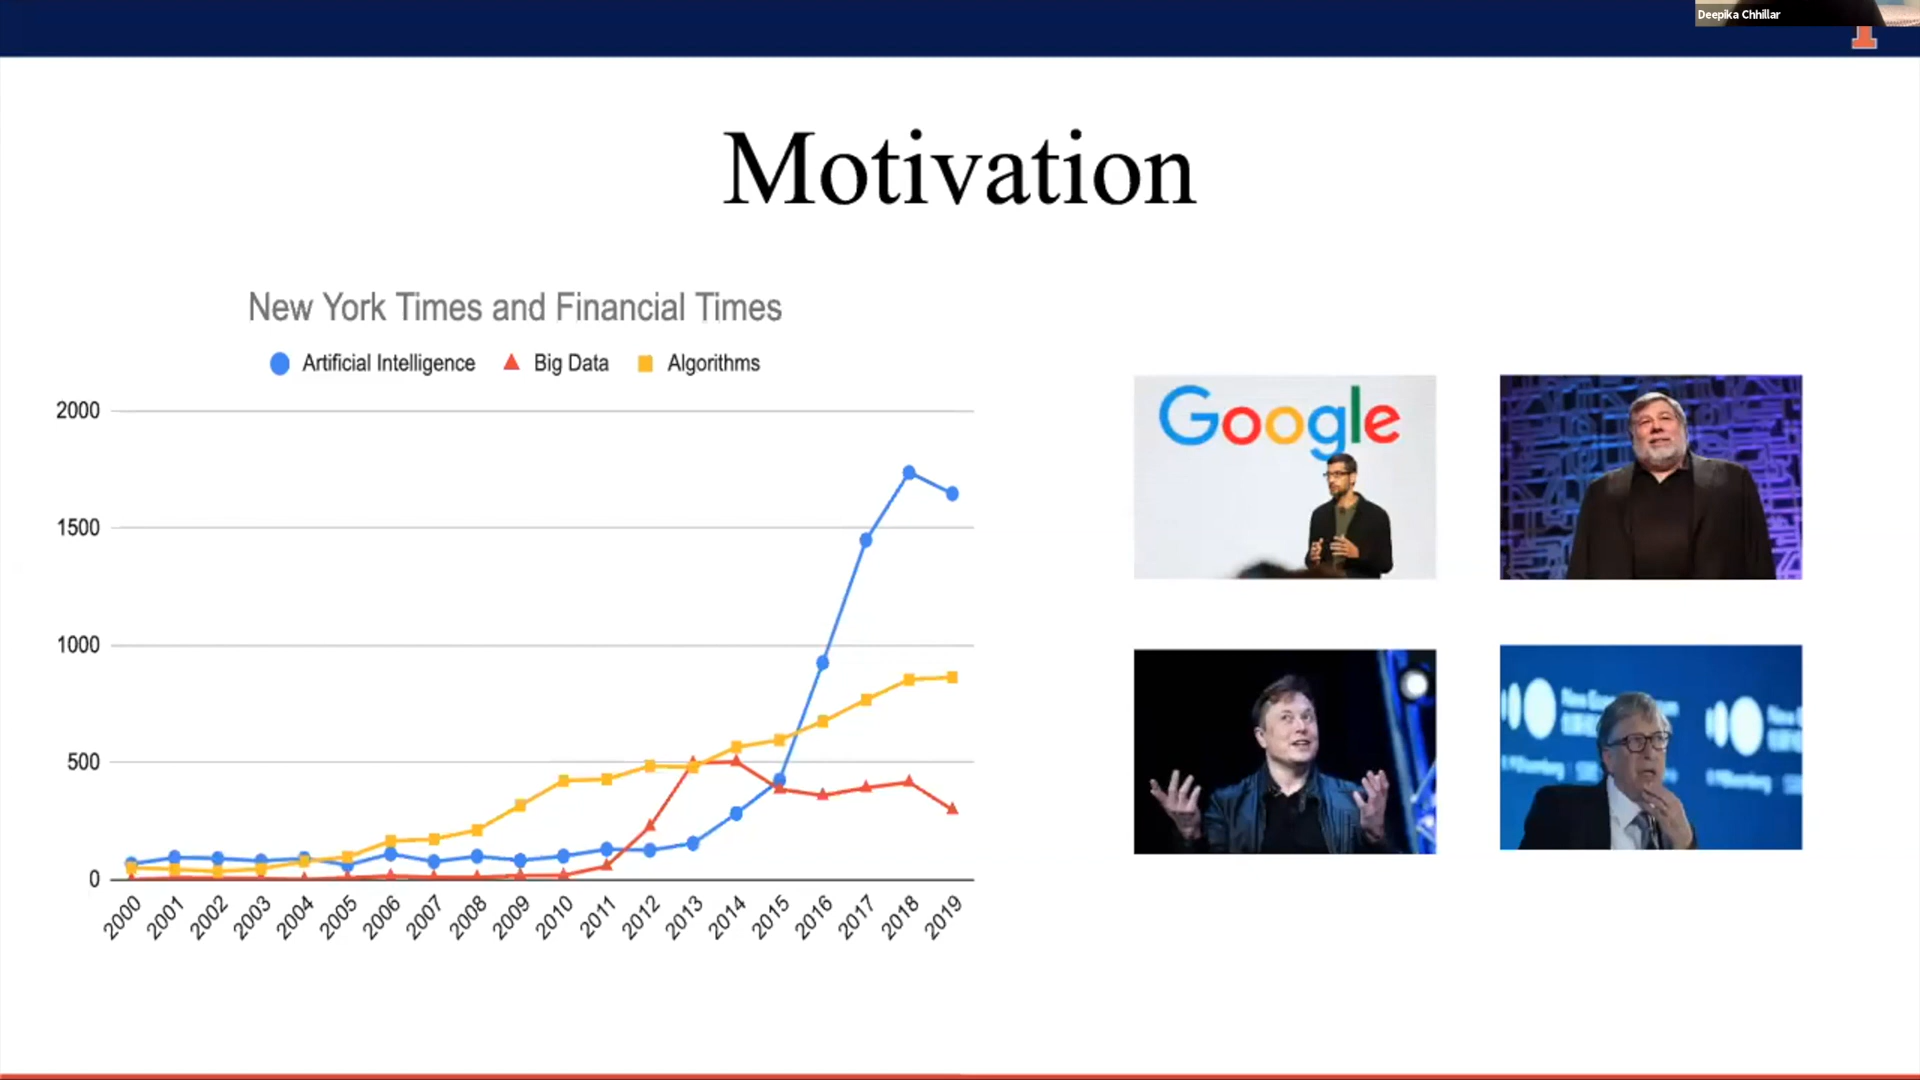 Deepika Chhillar
Motivation
New York Times and Financial Times
Artificial Intelligence Big Data Algorithms
2000
1500
1000
500
0
2000 2001 2002 2003 2004 2005 2006 2007 2008 2009 2010 2011 2012 2013 2014 2015 2016 2017 2018 2019
Google